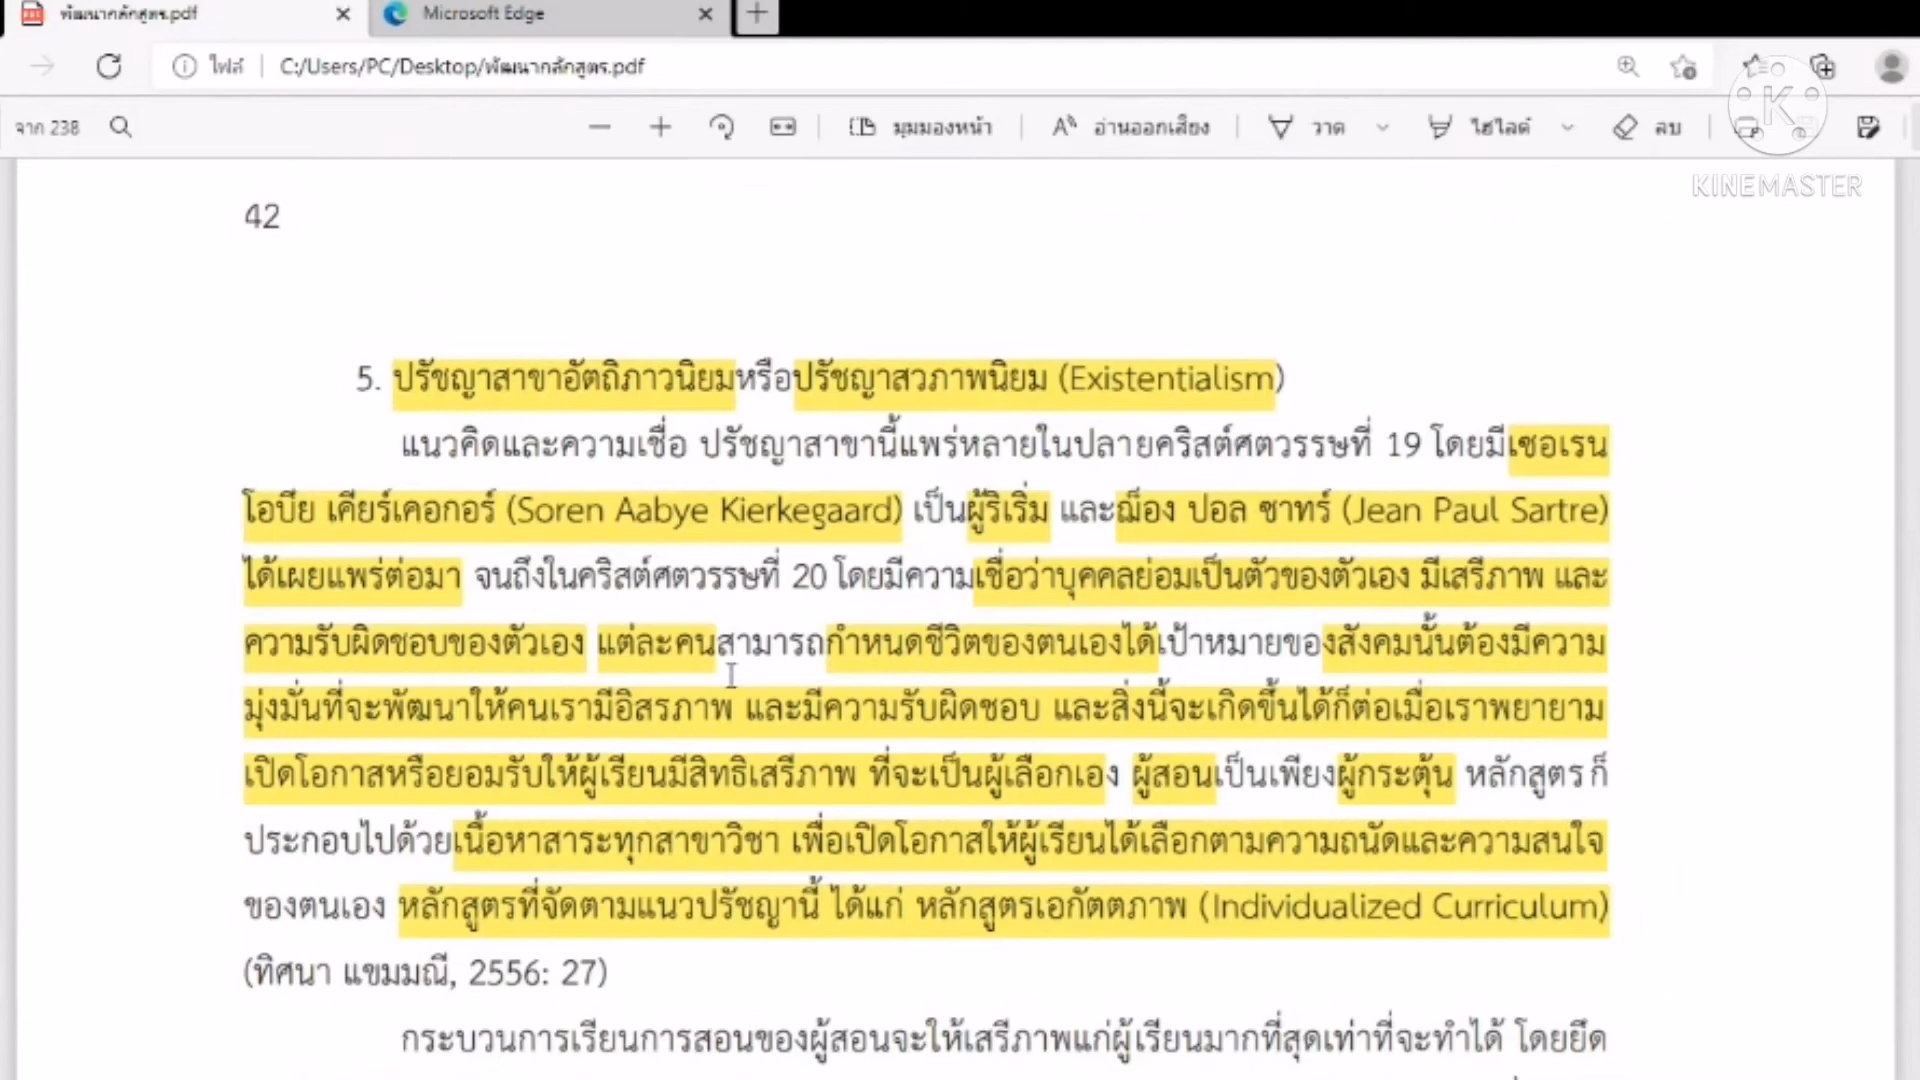 พัฒนาหลักสูตร.pdf
Microsoft Edge
ไฟล์ C:/Users/PC/Desktop/พัฒนาหลักสูตร.pdf
จาก 238 มุมมองหน้า อ่านออกเสียง วาด ไฮไลต์ ลบ
K
KINEMASTER
42
5. ปรัชญาสาขาอัตถิภาวนิยมหรือปรัชญาสวภาพนิยม (Existentialism)
แนวคิดและความเชื่อ ปรัชญาสาขานี้แพร่หลายในปลายคริสต์ศตวรรษที่ 19 โดยมีเซอเรน
โอบีย เคียร์เคอกอร์ (Soren Aabye Kierkegaard) เป็นผู้ริเริ่ม และฌ็อง ปอล ซาทร์ (Jean Paul Sartre)
ได้เผยแพร่ต่อมา จนถึงในคริสต์ศตวรรษที่ 20 โดยมีความเชื่อว่าบุคคลย่อมเป็นตัวของตัวเอง มีเสรีภาพ และ
ความรับผิดชอบของตัวเอง แต่ละคนสามารถกำหนดชีวิตของตนเองได้เป้าหมายของสังคมนั้นต้องมีความ
มุ่งมั่นที่จะพัฒนาให้คนเรามีอิสรภาพ และมีความรับผิดชอบ และสิ่งนี้จะเกิดขึ้นได้ก็ต่อเมื่อเราพยายาม
เปิดโอกาสหรือยอมรับให้ผู้เรียนมีสิทธิเสรีภาพ ที่จะเป็นผู้เลือกเอง ผู้สอนเป็นเพียงผู้กระตุ้น หลักสูตร ก็
ประกอบไปด้วยเนื้อหาสาระทุกสาขาวิชา เพื่อเปิดโอกาสให้ผู้เรียนได้เลือกตามความถนัดและความสนใจ
ของตนเอง หลักสูตรที่จัดตามแนวปรัชญานี้ ได้แก่ หลักสูตรเอกัตตภาพ (Individualized Curriculum)
(ทิศนา แขมมณี, 2556: 27)
กระบวนการเรียนการสอนของผู้สอนจะให้เสรีภาพแก่ผู้เรียนมากที่สุดเท่าที่จะทำได้ โดยยึด